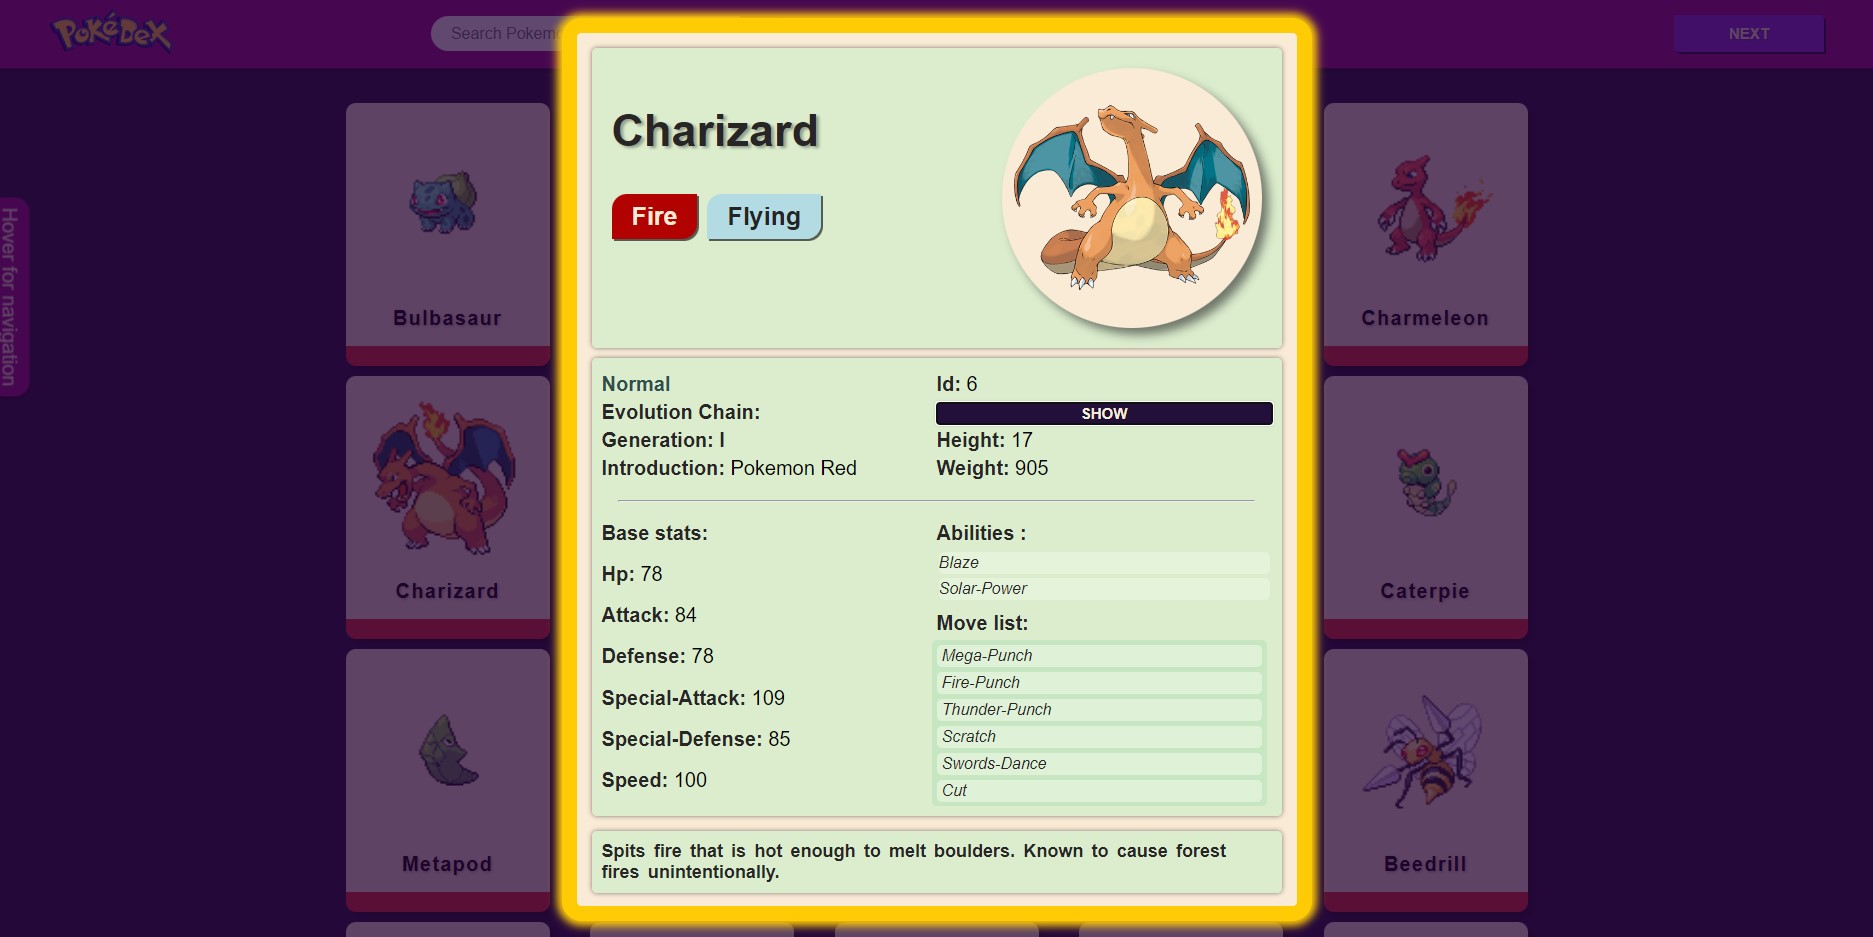 PokéDex
Search Pokem
NEXT
Hover for navigation
Bulbasaur
Charmeleon
Charizard
Caterpie
Metapod
Beedrill
Charizard
Fire
Flying
Normal
Id: 6
Evolution Chain:
SHOW
Generation: I
Height: 17
Introduction: Pokemon Red
Weight: 905
Base stats:
Hp: 78
Attack: 84
Defense: 78
Special-Attack: 109
Special-Defense: 85
Speed: 100
Abilities :
Blaze
Solar-Power
Move list:
Mega-Punch
Fire-Punch
Thunder-Punch
Scratch
Swords-Dance
Cut
Spits fire that is hot enough to melt boulders. Known to cause forest
fires unintentionally.